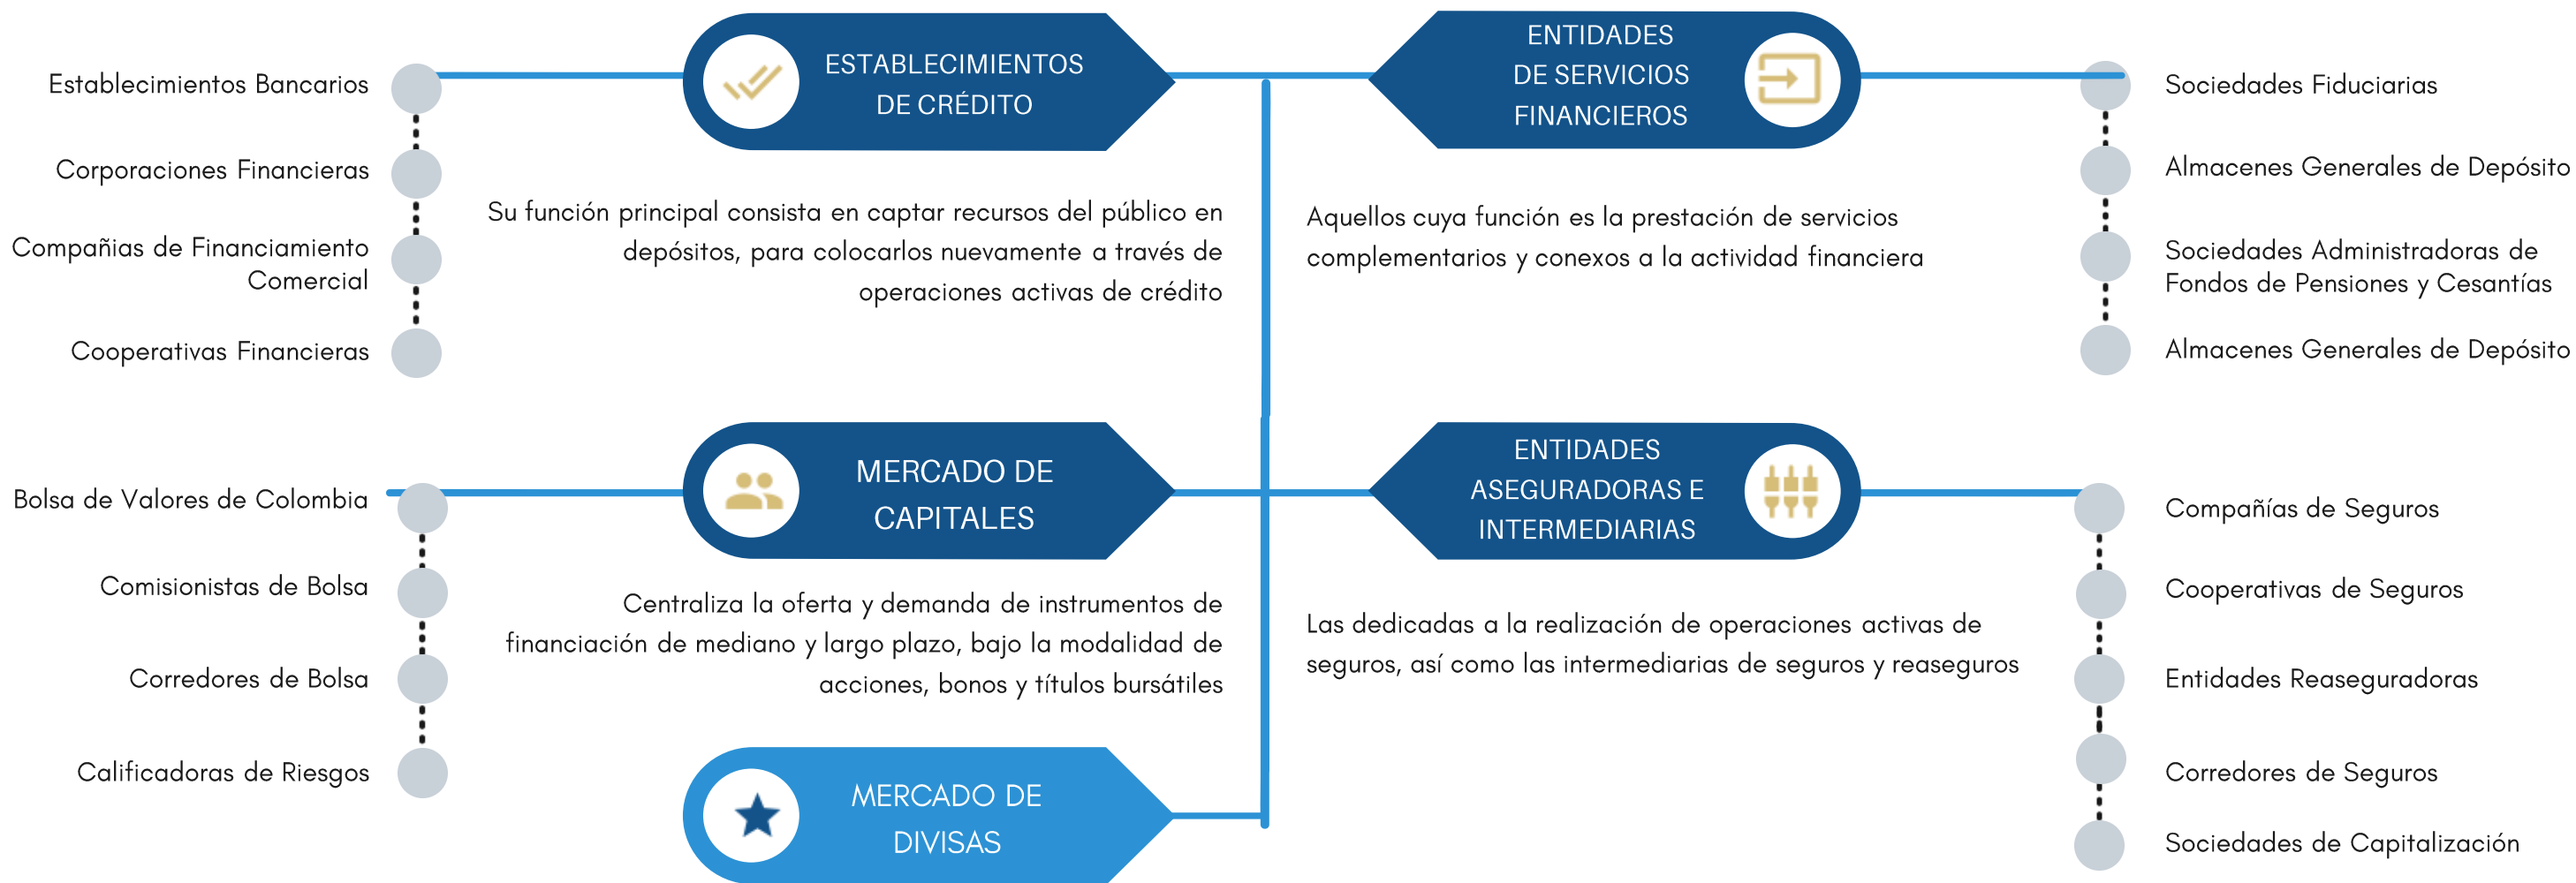 Establecimientos Bancarios
Corporaciones Financieras
Compañias de Financiamiento
Comercial
Cooperativas Financieras
ESTABLECIMIENTOS
DE CRÉDITO
Su función principal consista en captar recursos del público en
depósitos, para colocarlos nuevamente a través de
operaciones activas de crédito
ENTIDADES
DE SERVICIOS
FINANCIEROS
Aquellos cuya función es la prestación de servicios
complementarios y conexos a la actividad financiera
Sociedades Fiduciarias
Almacenes Generales de Depósito
Sociedades Administradoras de
Fondos de Pensiones y Cesantías
Almacenes Generales de Depósito
Bolsa de Valores de Colombia
Comisionistas de Bolsa
Corredores de Bolsa
Calificadoras de Riesgos
MERCADO DE
CAPITALES
Centraliza la oferta y demanda de instrumentos de
financiación de mediano y largo plazo, bajo la modalidad de
acciones, bonos y títulos bursátiles
ENTIDADES
ASEGURADORAS E
INTERMEDIARIAS
Las dedicadas a la realización de operaciones activas de
seguros, así como las intermediarias de seguros y reaseguros
Compañías de Seguros
Cooperativas de Seguros
Entidades Reaseguradoras
Corredores de Seguros
Sociedades de Capitalización
MERCADO DE
DIVISAS